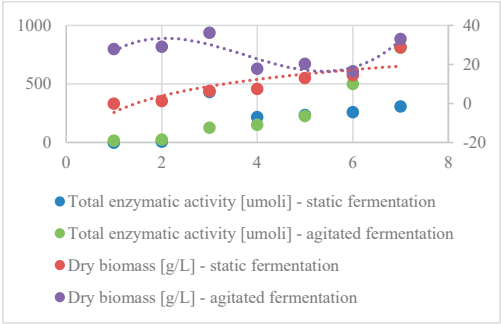 1000
500
0
40
20
0
-20
0 2 4 6 8
Total enzymatic activity [umoli] - static fermentation
Total enzymatic activity [umoli] - agitated fermentation
Dry biomass [g/L] - static fermentation
Dry biomass [g/L] - agitated fermentation